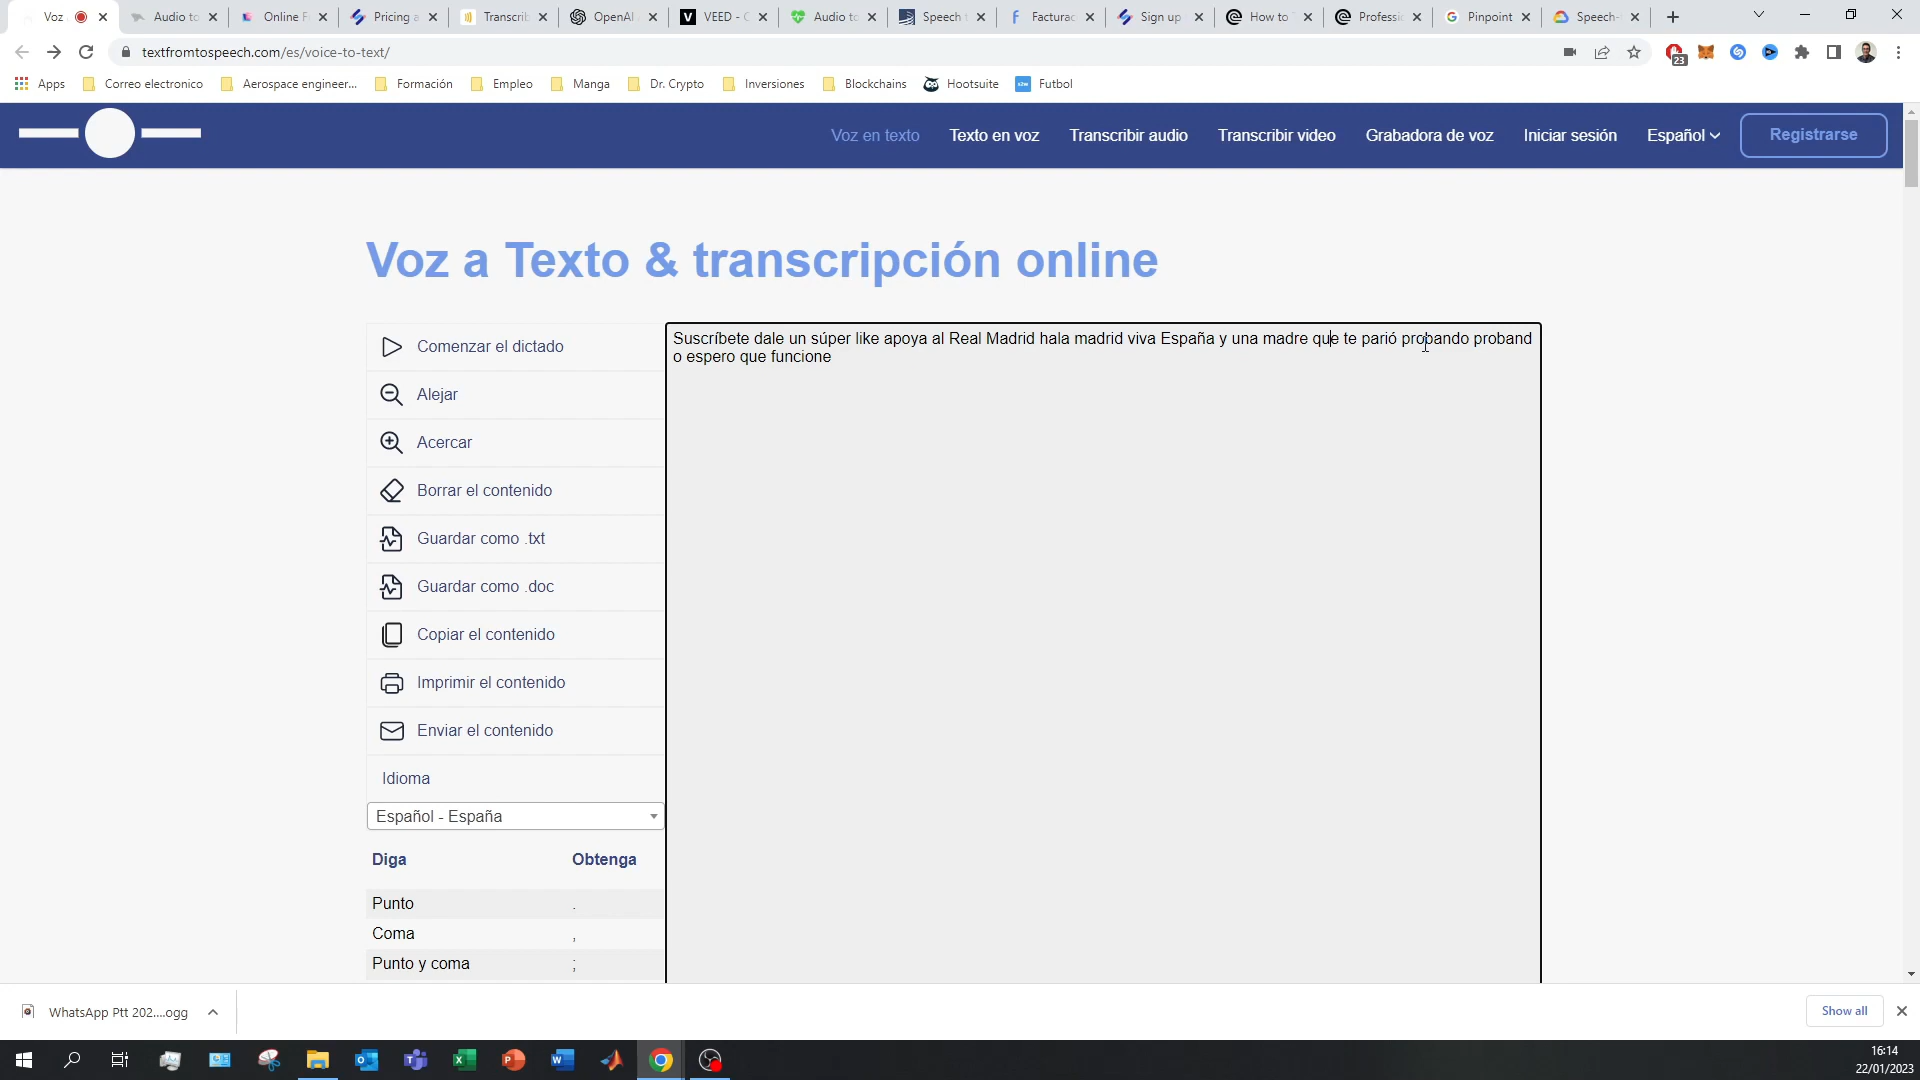 Voz
Audio to
Online F
Pricing a
Transcrib
OpenAI
VEED - C
Audio to
Speech t
Facturac
Sign up
How to
Professi
Pinpoint
Speech-
textfromtospeech.com/es/voice-to-text/
23
Apps
Correo electronico
Aerospace engineer...
Formación
Empleo
Manga
Dr. Crypto
Inversiones
Blockchains
Hootsuite
Futbol
Voz en texto
Texto en voz
Transcribir audio
Transcribir video
Grabadora de voz
Iniciar sesión
Español
Registrarse
Voz a Texto & transcripción online
Comenzar el dictado
Alejar
Acercar
Borrar el contenido
Guardar como .txt
Guardar como .doc
Copiar el contenido
Imprimir el contenido
Enviar el contenido
Idioma
Español - España
Diga Obtenga
Punto .
Coma ,
Punto y coma ;
Suscríbete dale un súper like apoya al Real Madrid hala madrid viva España y una madre que te parió probando proband
o espero que funcione
WhatsApp Ptt 202....ogg
Show all
16:14
22/01/2023